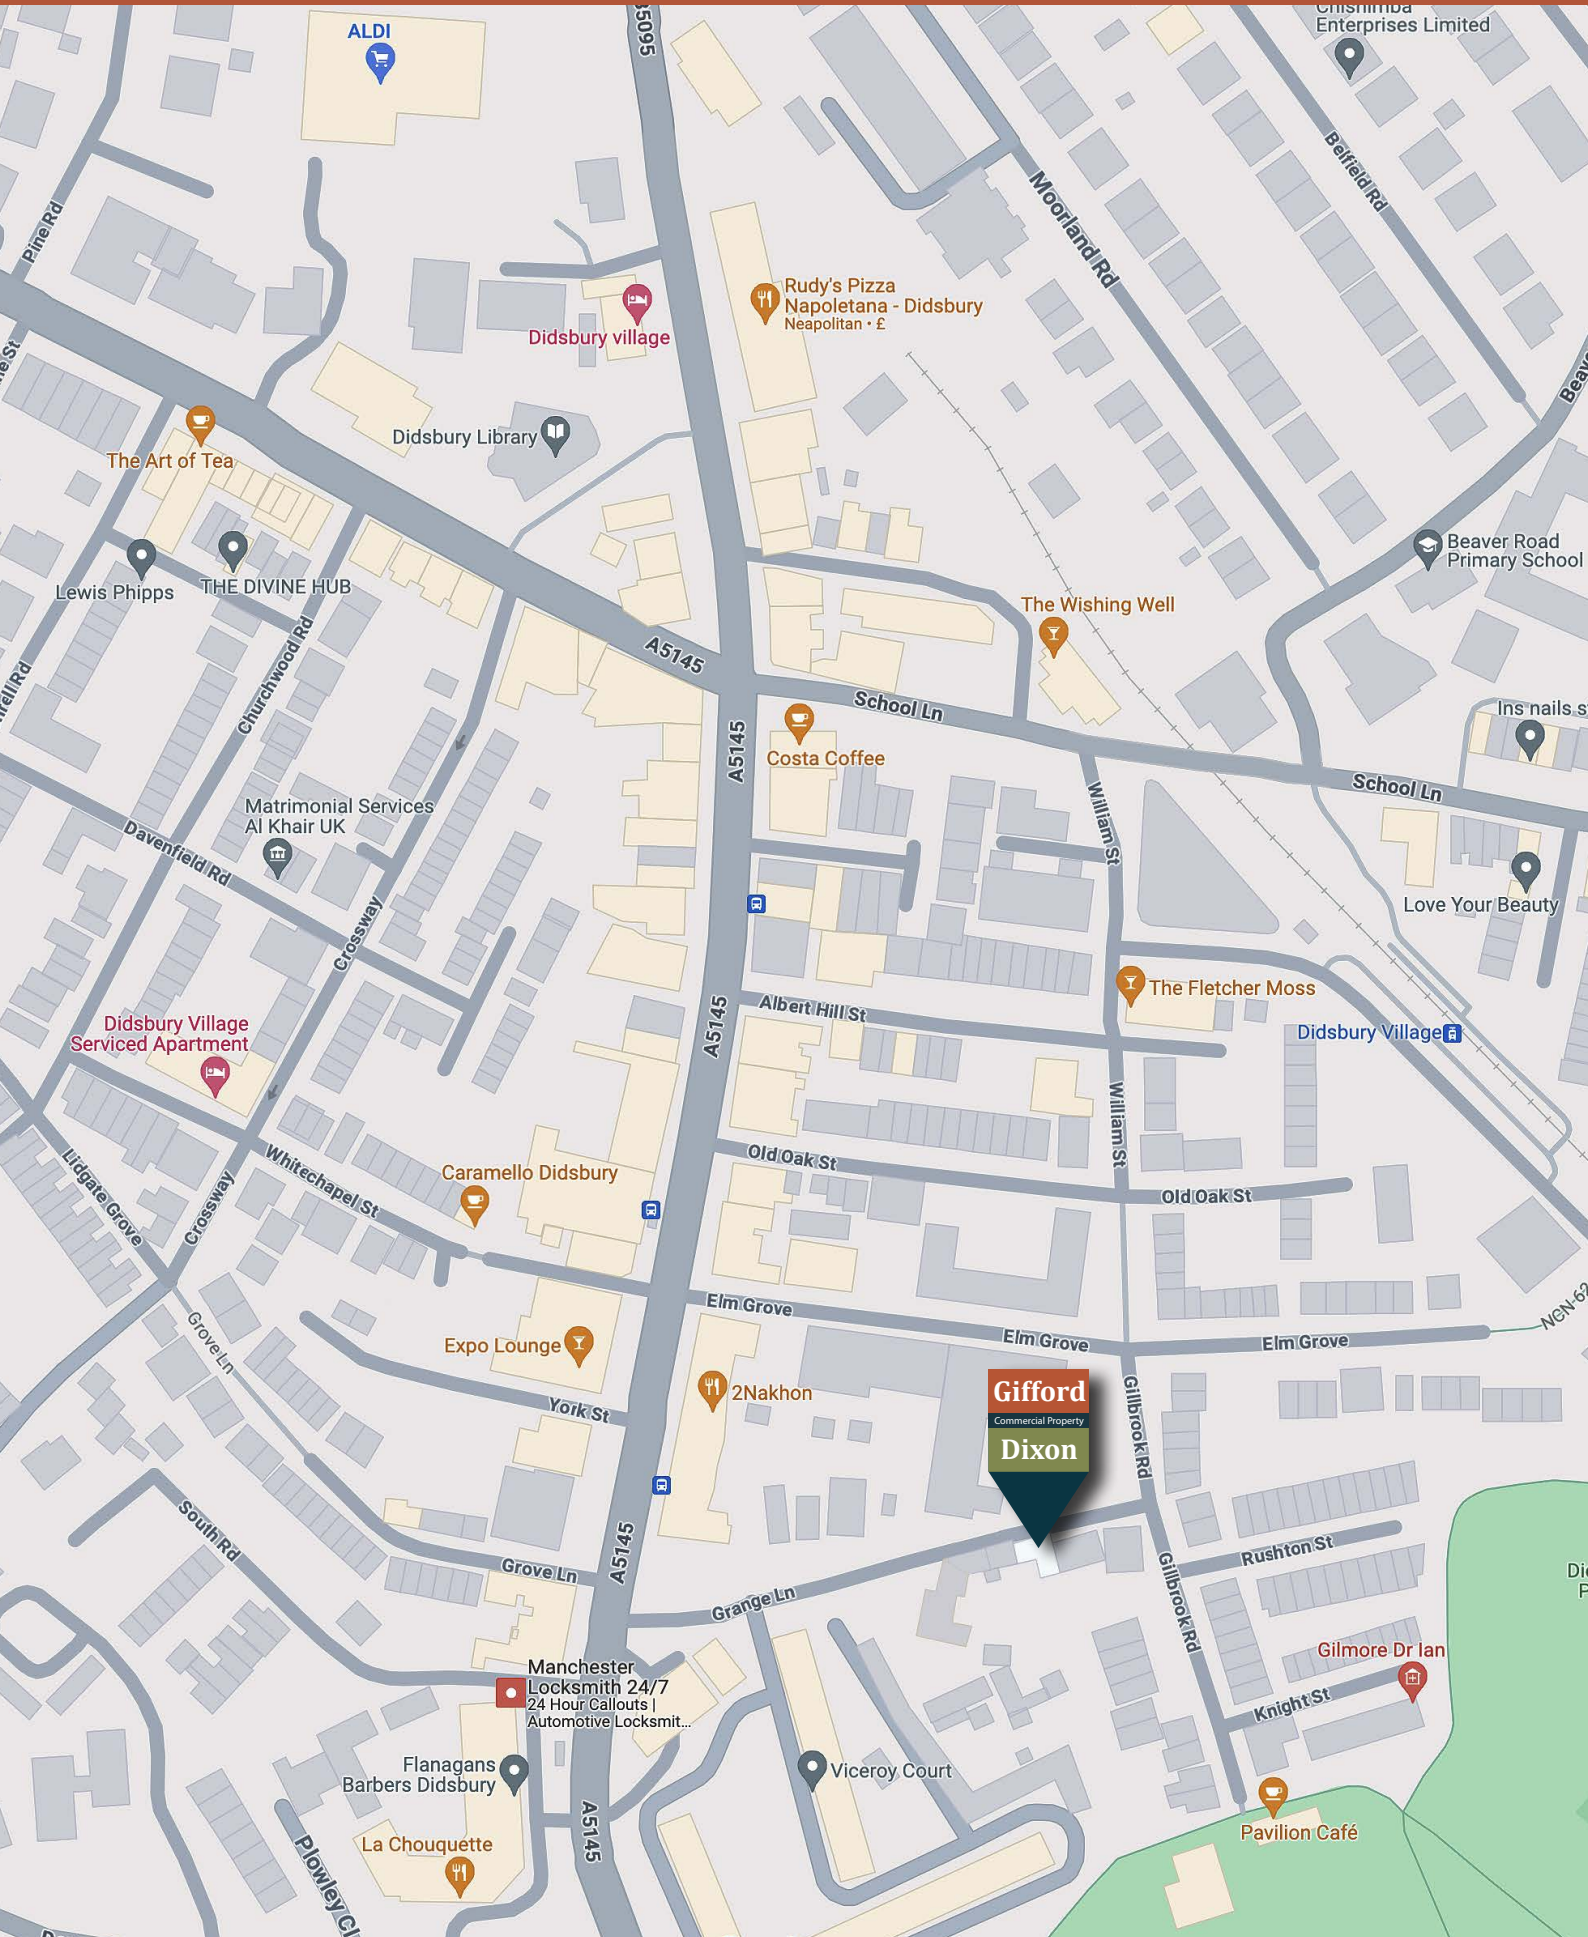 Chishimba
Enterprises Limited
ALDI
B5095
Belfield Rd
Moorland Rd
Pine Rd
Rudy's Pizza
Napoletana - Didsbury
Neapolitan • £
Didsbury village
Didsbury Library
The Art of Tea
Beaver Road
Primary School
Lewis Phipps
THE DIVINE HUB
The Wishing Well
A5145
School Ln
Churchwood Rd
Ins nails s
A5145
Costa Coffee
School Ln
William St
Matrimonial Services
Al Khair UK
Davenfield Rd
Love Your Beauty
Crossway
The Fletcher Moss
Albert Hill St
A5145
Didsbury Village
Didsbury Village
Serviced Apartment
William St
Old Oak St
Whitechapel St
Lidgate Grove
Caramello Didsbury
Old Oak St
Crossway
Elm Grove
Elm Grove
Elm Grove
NCN 62
Grove Ln
Expo Lounge
2Nakhon
Gifford
Commercial Property
Dixon
York St
Gillbrook Rd
South Rd
A5145
Grove Ln
Rushton St
Grange Ln
Gillbrook Rd
Gilmore Dr Ian
Manchester
Locksmith 24/7
24 Hour Callouts |
Automotive Locksmit...
Knight St
Flanagans
Barbers Didsbury
Viceroy Court
La Chouquette
A5145
Pavilion Café
Plowley Cl